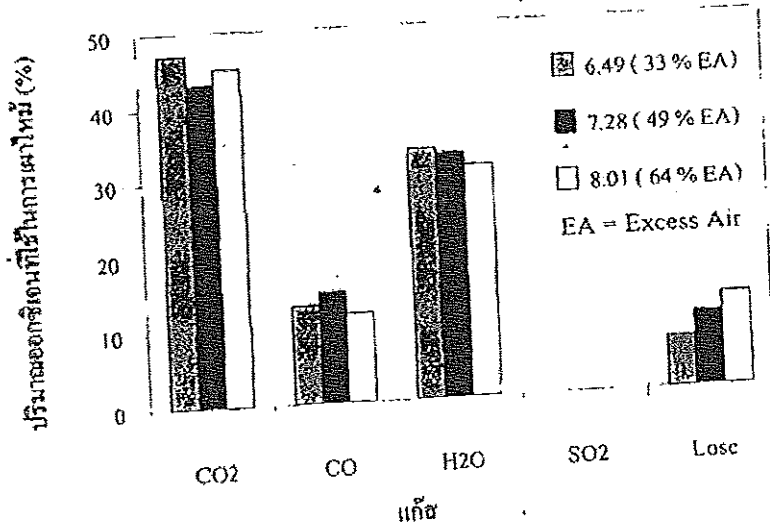 ปริมาณออกซิเจนที่ใช้ในการเผาไหม้ (%)
50
40
30
20
10
0
6.49 ( 33 % EA)
7.28 ( 49 % EA)
8.01 ( 64 % EA)
EA = Excess Air
CO2 CO H2O SO2 Lose
แก๊ส